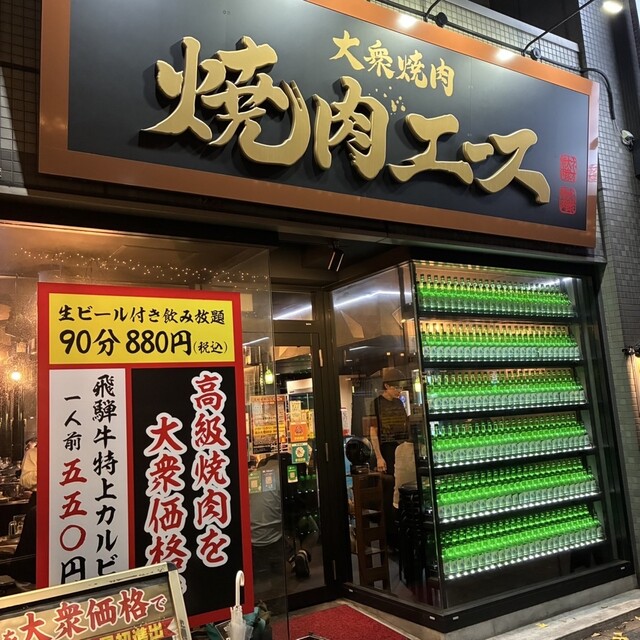 大衆焼肉
焼肉エース
生ビール付き飲み放題
90分880円(税込)
高級焼肉を
大衆価格
飛騨牛特上カルビ
一人前 五五〇円
を大衆価格で